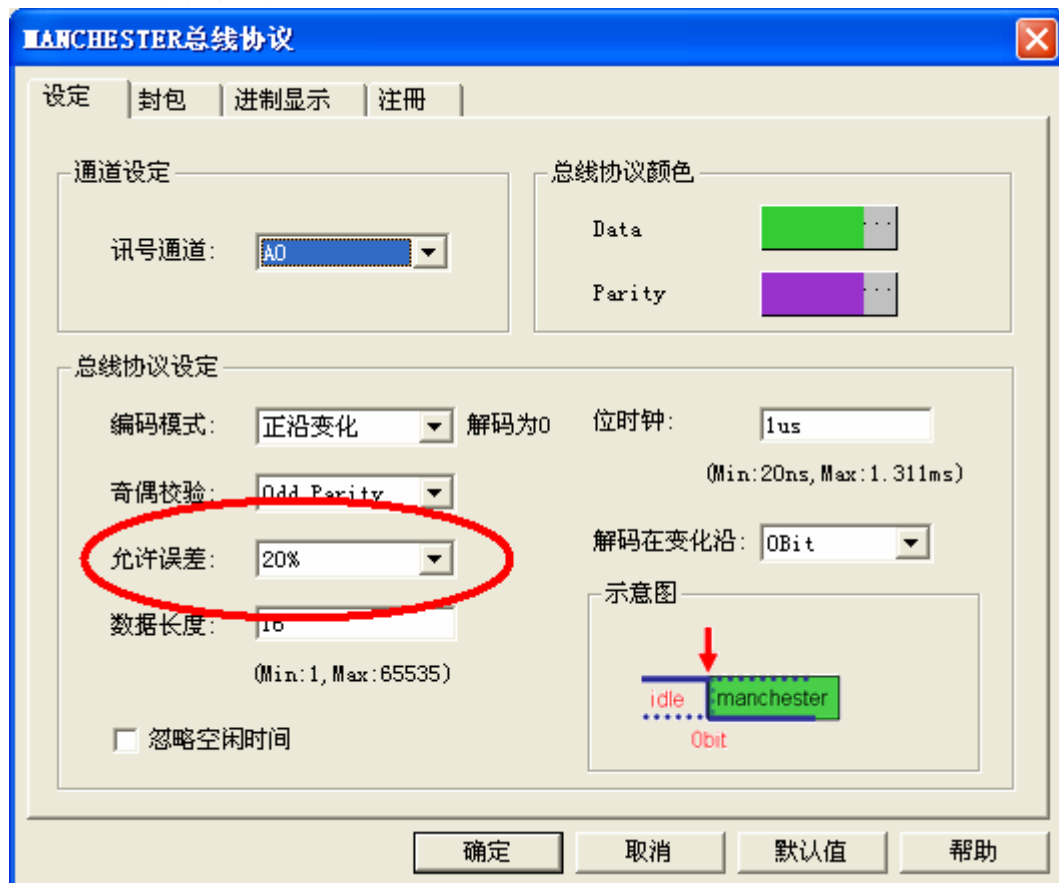 MANCHESTER总线协议
设定 封包 进制显示 注冊
通道设定
讯号通道: A0
总线协议颜色
Data ...
Parity ...
总线协议设定
编码模式: 正沿变化 解码为0
奇偶校验: Odd Parity
允许误差: 20%
数据长度: 16
(Min:1,Max:65535)
忽略空闲时间
位时钟: 1us
(Min:20ns,Max:1.311ms)
解码在变化沿: 0Bit
示意图
idle manchester
0bit
确定 取消 默认值 帮助